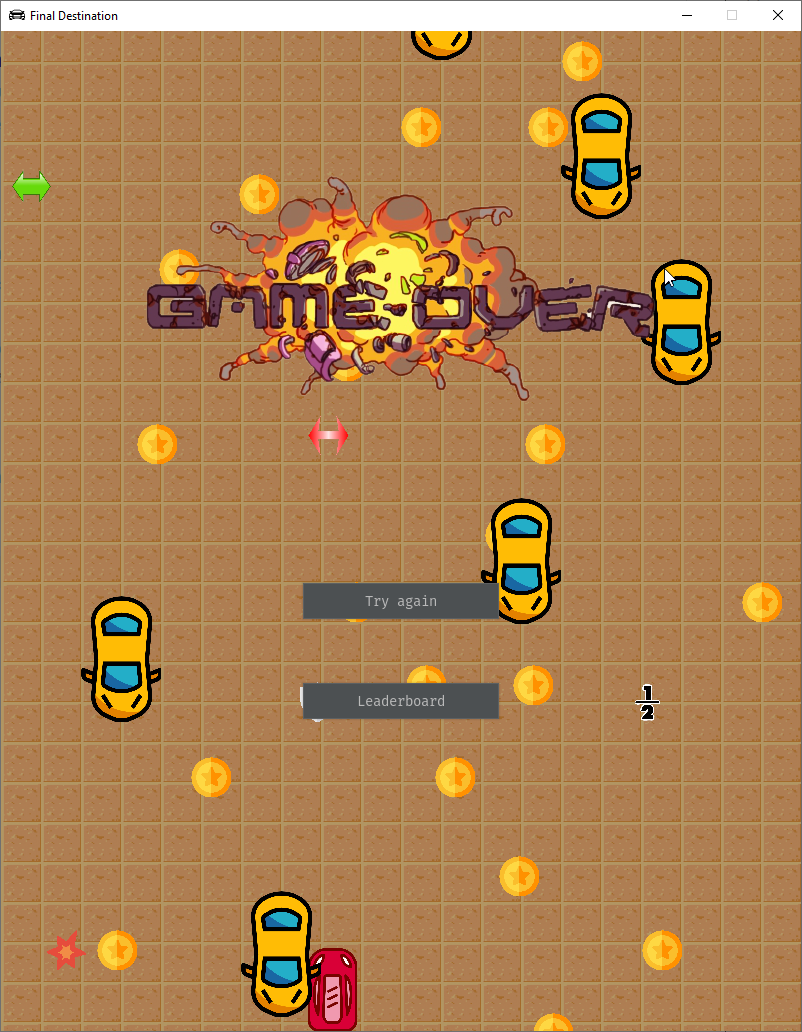 Final Destination
GAME OVER
Try again
Leaderboard
1
2